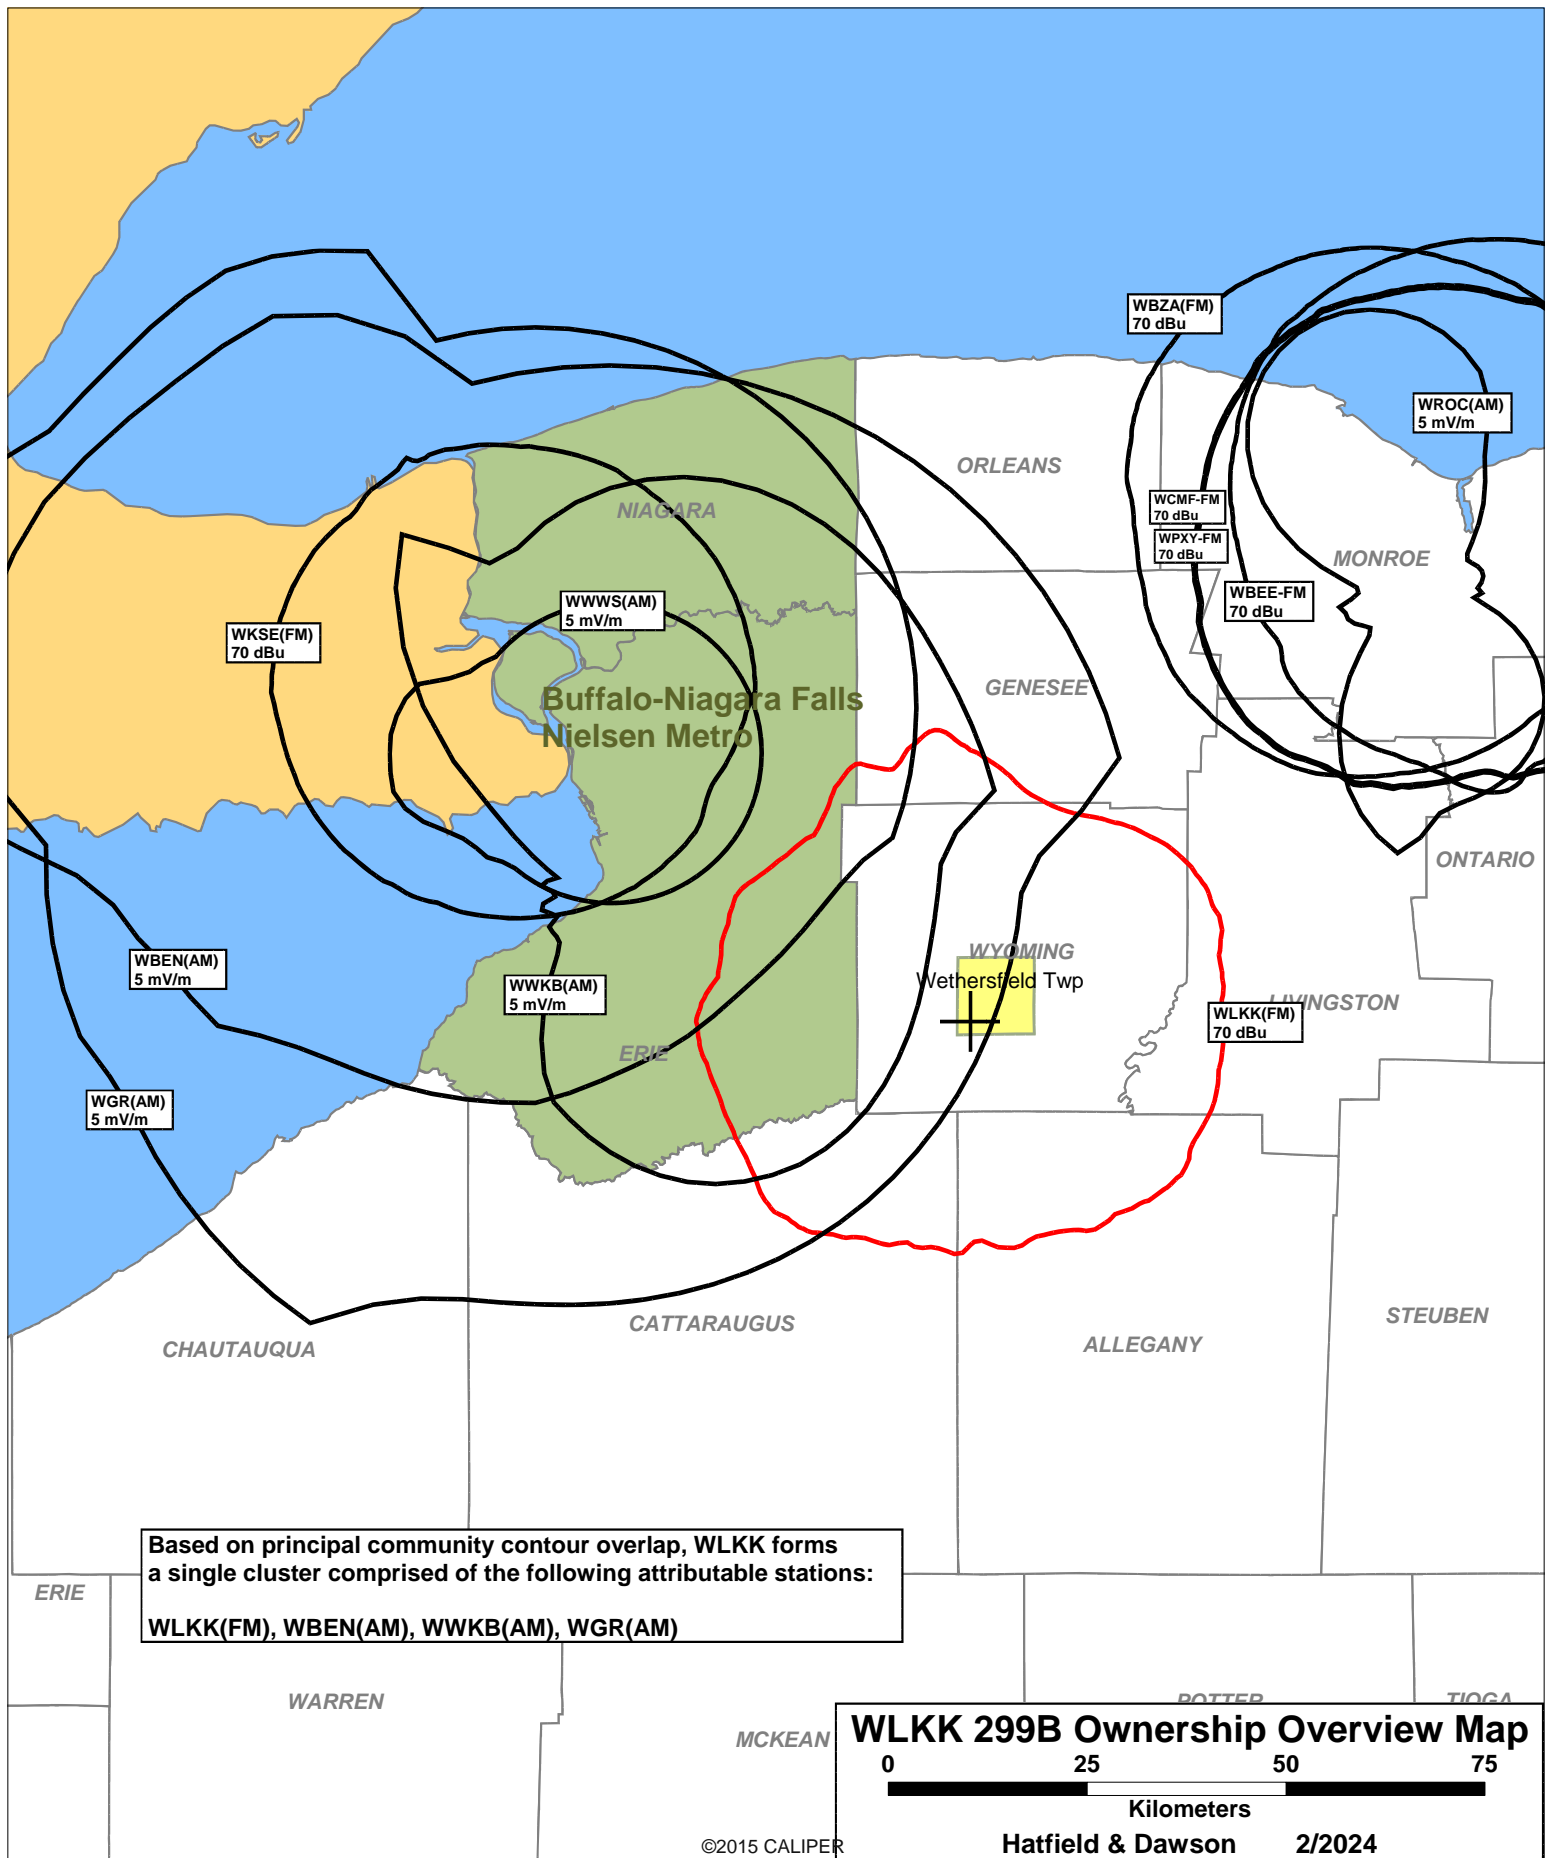 WBZA(FM)
70 dBu
WROC(AM)
5 mV/m
ORLEANS
WCMF-FM
70 dBu
NIAGARA
WPXY-FM
70 dBu
MONROE
WBEE-FM
70 dBu
WWWS(AM)
5 mV/m
WKSE(FM)
70 dBu
GENESEE
Buffalo-Niagara Falls
Nielsen Metro
ONTARIO
WYOMING
WBEN(AM)
5 mV/m
Wethersfield Twp
WWKB(AM)
5 mV/m
LIVINGSTON
WLKK(FM)
70 dBu
ERIE
WGR(AM)
5 mV/m
STEUBEN
CATTARAUGUS
ALLEGANY
CHAUTAUQUA
Based on principal community contour overlap, WLKK forms
a single cluster comprised of the following attributable stations:
WLKK(FM), WBEN(AM), WWKB(AM), WGR(AM)
ERIE
WARREN
POTTER
TIOGA
MCKEAN
WLKK 299B Ownership Overview Map
0 25 50 75
Kilometers
Hatfield & Dawson 2/2024
©2015 CALIPER